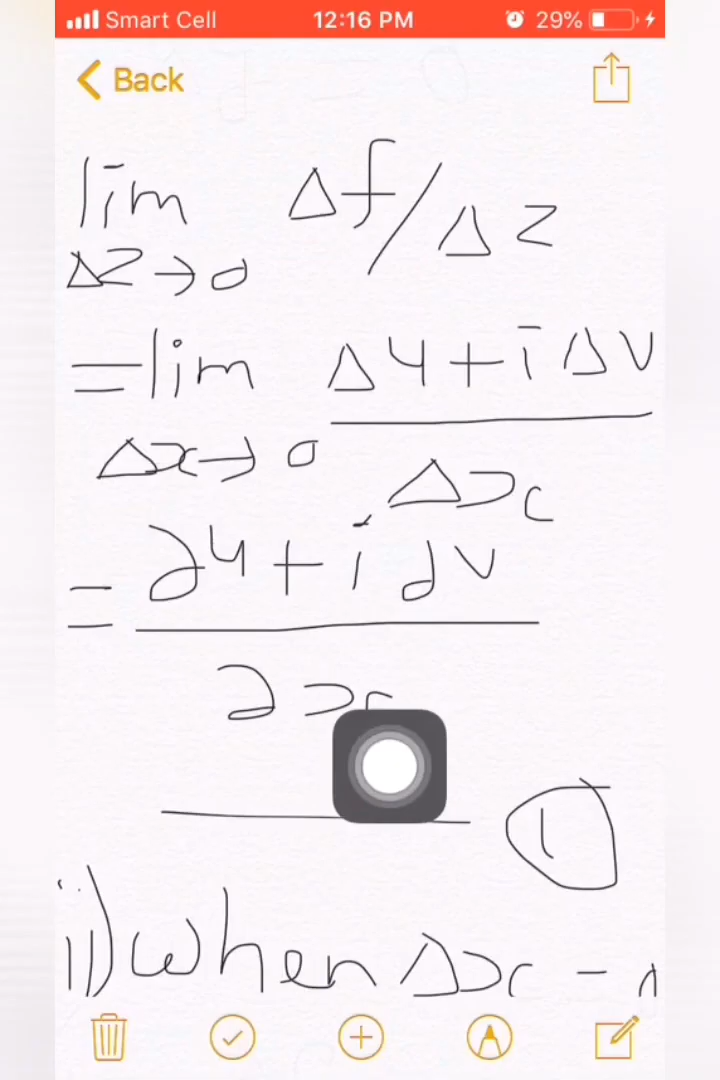 Smart Cell 12:16 PM 29%
Back
lim Δf/Δz
Δz→0
=lim Δu+iΔv
Δx→0 Δx
= ∂u+i∂v
∂x
1
ii) when Δx -